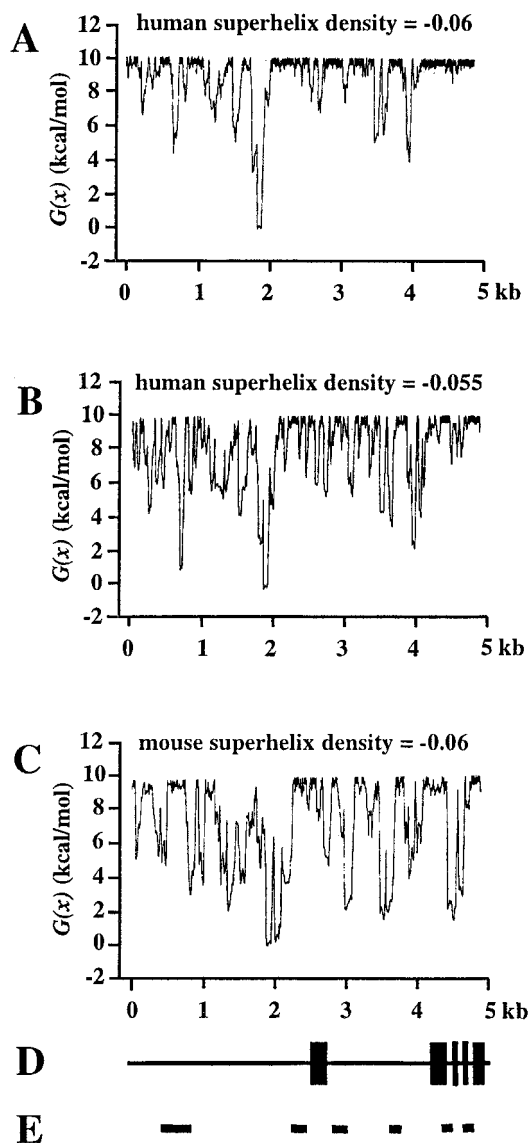 A
human superhelix density = -0.06
12
10
8
6
4
2
0
-2
G(x) (kcal/mol)
0 1 2 3 4 5 kb
B
human superhelix density = -0.055
12
10
8
6
4
2
0
-2
G(x) (kcal/mol)
0 1 2 3 4 5 kb
C
mouse superhelix density = -0.06
12
10
8
6
4
2
0
-2
G(x) (kcal/mol)
0 1 2 3 4 5 kb
D
E